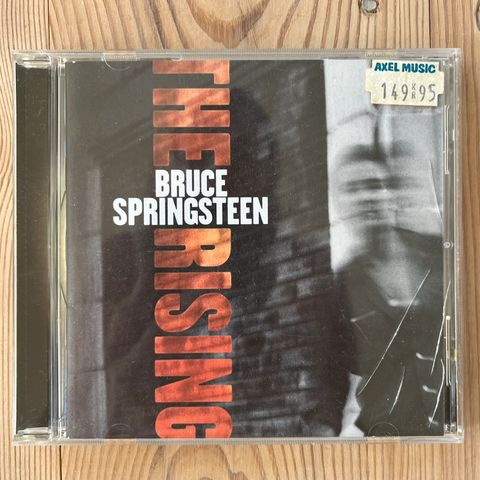 AXEL MUSIC
149 KR 95
THE RISING
BRUCE
SPRINGSTEEN